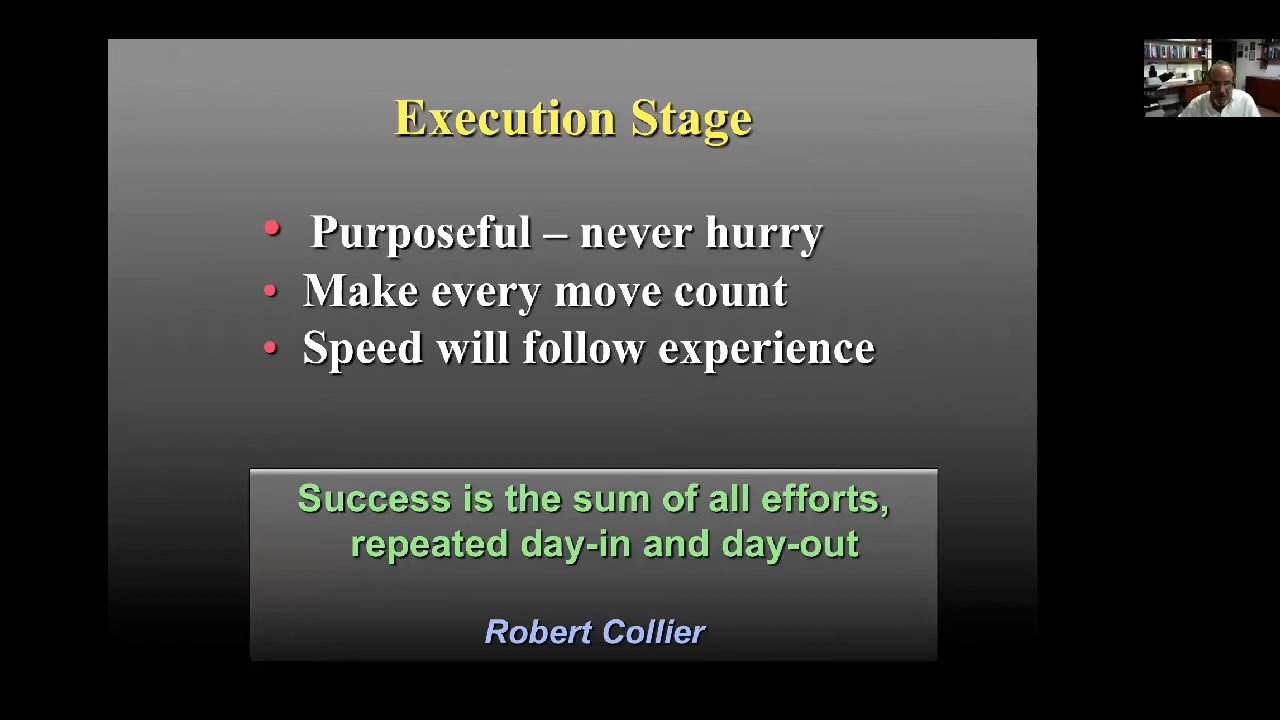 Execution Stage
• Purposeful – never hurry
• Make every move count
• Speed will follow experience
Success is the sum of all efforts,
repeated day-in and day-out
Robert Collier